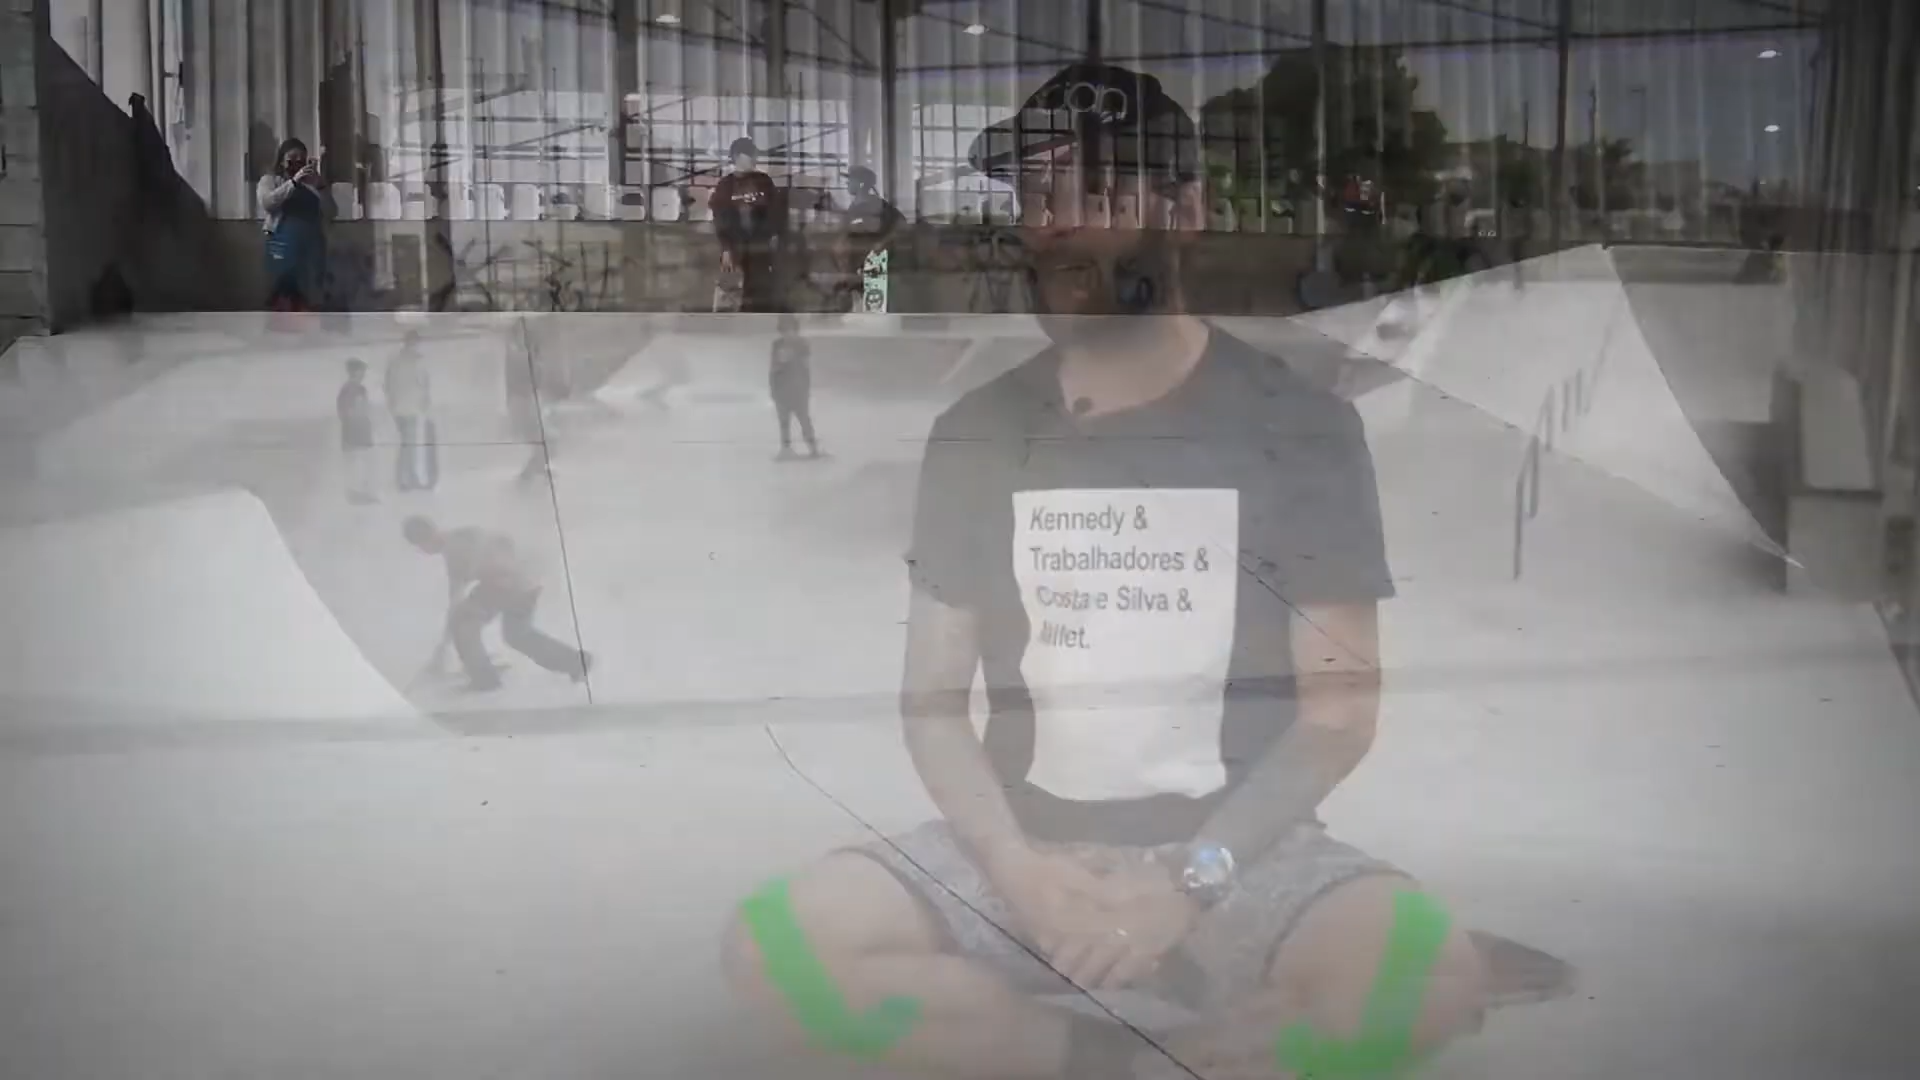 Kennedy &
Trabalhadores &
Costa e Silva &